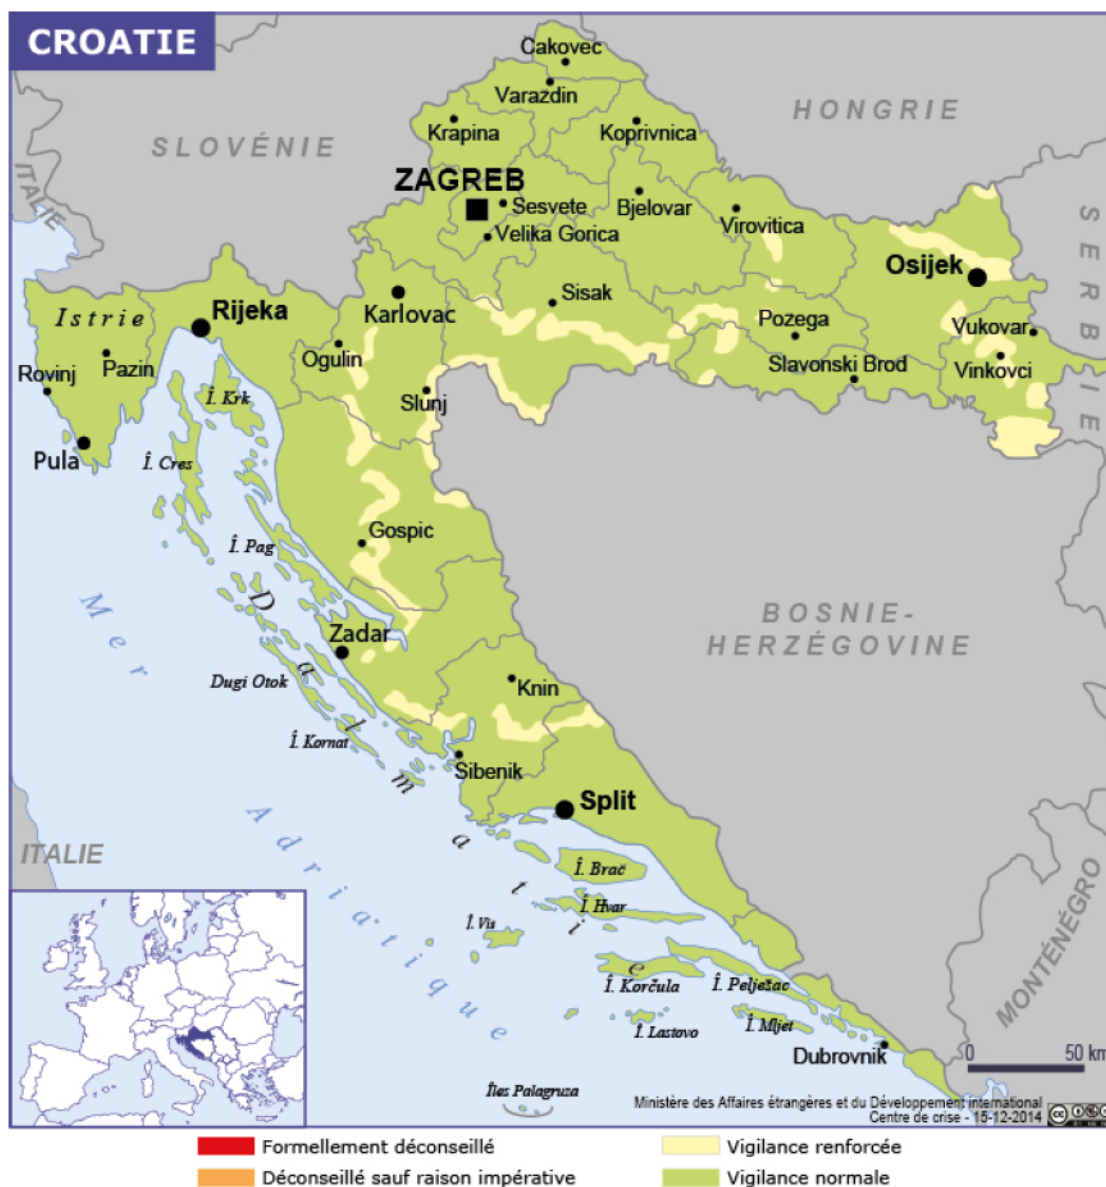 CROATIE
Čakovec
Varazdin
HONGRIE
Krapina
Koprivnica
SLOVÉNIE
ITALIE
ZAGREB
Sesvete
Bjelovar
Virovitica
Velika Gorica
SERBIE
Osijek
Istrie
Rijeka
Karlovac
Sisak
Pozega
Vukovar
Ogulin
Pazin
Rovinj
Slavonski Brod
Vinkovci
Î. Krk
Slunj
Pula
Î. Cres
Gospic
Î. Pag
Mer Adriatique
Dalmatie
BOSNIE-
HERZÉGOVINE
Zadar
Dugi Otok
Knin
Î. Kornat
Sibenik
Split
ITALIE
Î. Brač
Î. Hvar
Î. Vis
MONTÉNÉGRO
Î. Korčula
Î. Pelješac
Î. Lastovo
Î. Mljet
Dubrovnik
0 50 km
Îles Palagruza
Ministère des Affaires étrangères et du Développement international
Centre de crise - 15-12-2014
Formellement déconseillé
Vigilance renforcée
Déconseillé sauf raison impérative
Vigilance normale